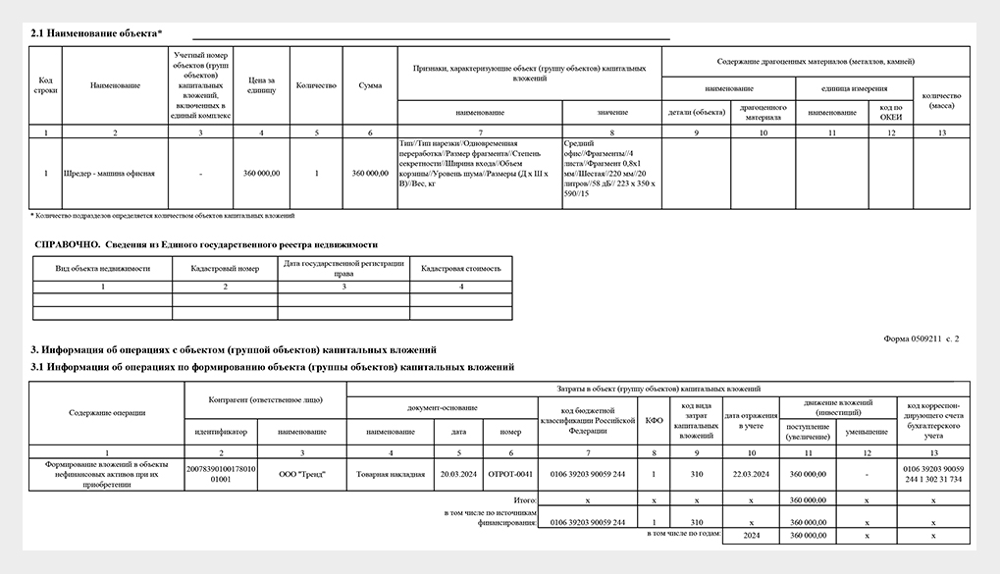 2.1 Наименование объекта*
Код строки
Наименование
Учетный номер объектов (групп объектов) капитальных вложений, включенных в единый комплекс
Цена за единицу
Количество
Сумма
Признаки, характеризующие объект (группу объектов) капитальных вложений
Содержание драгоценных материалов (металлов, камней)
наименование
единица измерения
количество (масса)
наименование
значение
детали (объекта)
драгоценного материала
наименование
код по ОКЕИ
1 2 3 4 5 6 7 8 9 10 11 12 13
1
Шредер - машина офисная
-
360 000,00
1
360 000,00
Тип//Тип нарезки//Одновременная
переработка//Размер фрагмента//Степень
секретности//Ширина входа//Объем
корзины//Уровень шума//Размеры (Д х Ш х
В)//Вес, кг
Средний
офис//Фрагменты//4
листа//Фрагмент 0,8х1
мм//Шестая//220 мм//20
литров//58 дБ// 223 х 350 х
590//15
* Количество подразделов определяется количеством объектов капитальных вложений
СПРАВОЧНО. Сведения из Единого государственного реестра недвижимости
Вид объекта недвижимости
Кадастровый номер
Дата государственной регистрации
права
Кадастровая стоимость
1 2 3 4
Форма 0509211 с. 2
3. Информация об операциях с объектом (группой объектов) капитальных вложений
3.1 Информация об операциях по формированию объекта (группы объектов) капитальных вложений
Содержание операции
Контрагент (ответственное лицо)
Затраты в объект (группу объектов) капитальных вложений
документ-основание
код бюджетной
классификации Российской
Федерации
КФО
код вида
затрат
капитальных
вложений
дата отражения
в учете
движение вложений
(инвестиций)
код корреспон-
дирующего счета
бухгалтерского
учета
идентификатор
наименование
наименование
дата
номер
поступление
(увеличение)
уменьшение
1 2 3 4 5 6 7 8 9 10 11 12 13
Формирование вложений в объекты
нефинансовых активов при их
приобретении
20078390100178010
01001
ООО "Тренд"
Товарная накладная
20.03.2024
ОТРОТ-0041
0106 39203 90059 244
1
310
22.03.2024
360 000,00
-
0106 39203 90059
244 1 302 31 734
Итого: х х х х 360 000,00 х х
в том числе по источникам
финансирования: 0106 39203 90059 244 1 310 х 360 000,00 х х
в том числе по годам: 2024 360 000,00 х х